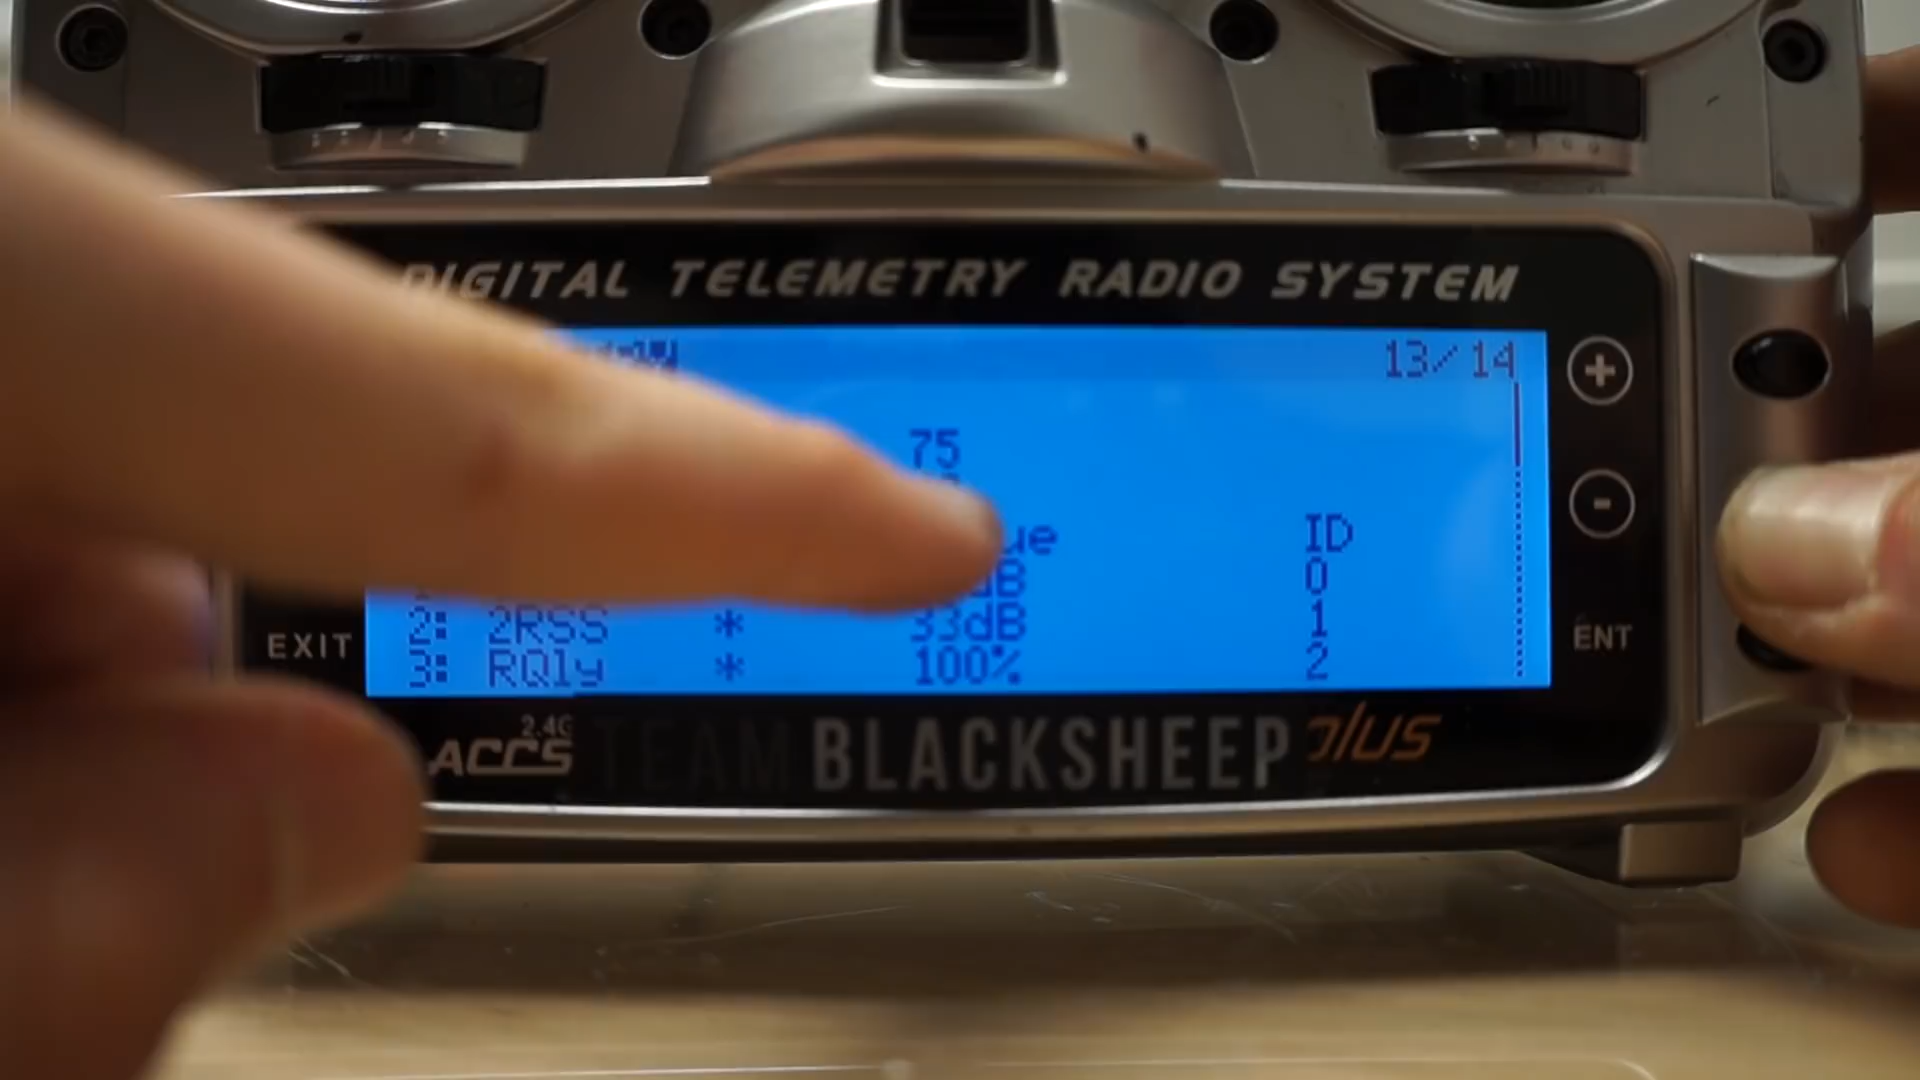 DIGITAL TELEMETRY RADIO SYSTEM
13/14
75
ID
0
2: 2RSS * 33dB 1
3: RQly * 100% 2
+
-
EXIT
ENT
2.4G
ACCS
TEAM BLACKSHEEP
plus